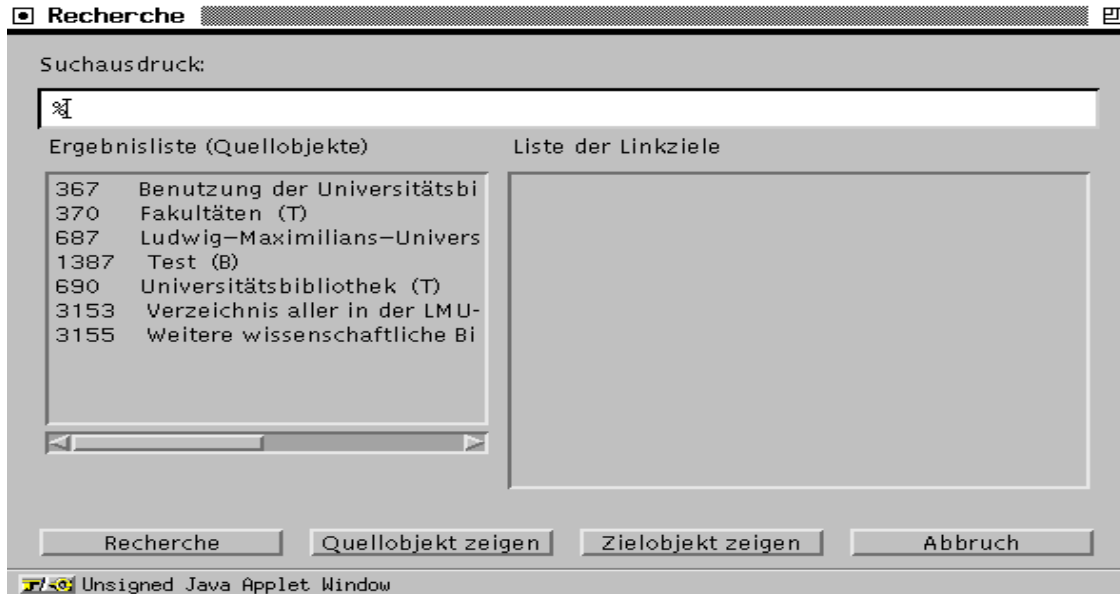 Recherche
Suchausdruck:
%
Ergebnisliste (Quellobjekte)
Liste der Linkziele
367 Benutzung der Universitätsbi
370 Fakultäten (T)
687 Ludwig-Maximilians-Univers
1387 Test (B)
690 Universitätsbibliothek (T)
3153 Verzeichnis aller in der LMU-
3155 Weitere wissenschaftliche Bi
Recherche Quellobjekt zeigen Zielobjekt zeigen Abbruch
Unsigned Java Applet Window